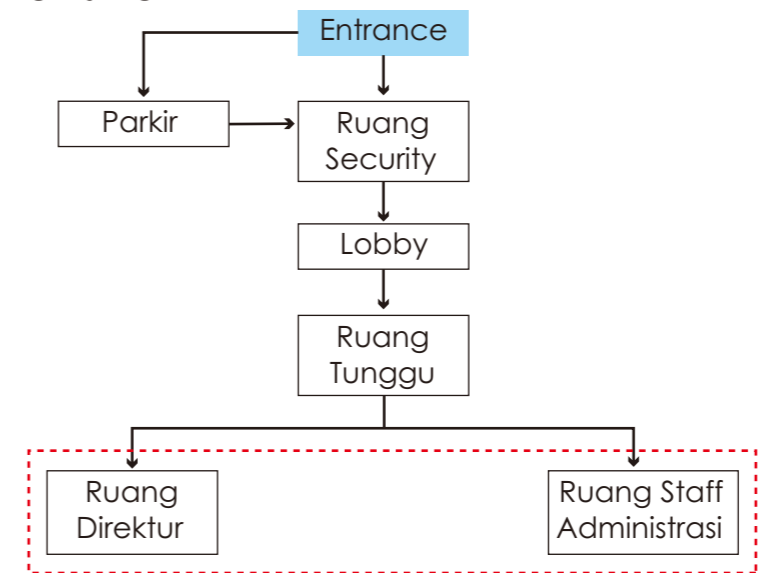 Entrance
Parkir
Ruang
Security
Lobby
Ruang
Tunggu
Ruang
Direktur
Ruang Staff
Administrasi